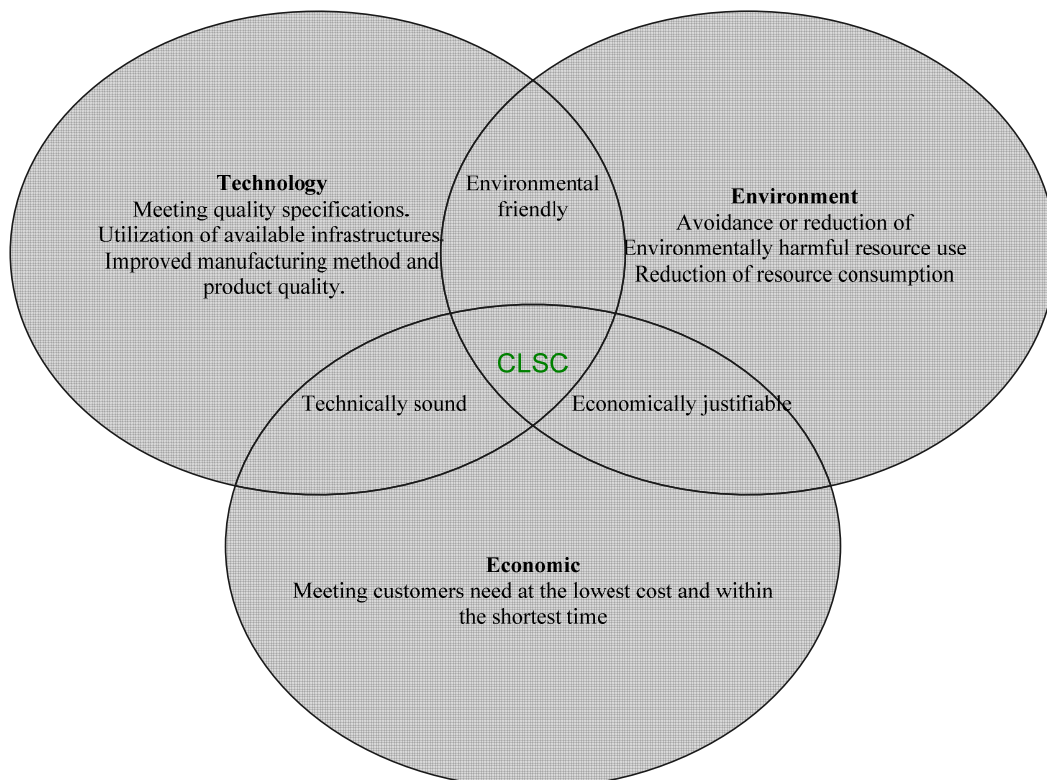 Technology
Meeting quality specifications.
Utilization of available infrastructures.
Improved manufacturing method and
product quality.
Environmental
friendly
Environment
Avoidance or reduction of
Environmentally harmful resource use
Reduction of resource consumption
CLSC
Technically sound
Economically justifiable
Economic
Meeting customers need at the lowest cost and within
the shortest time